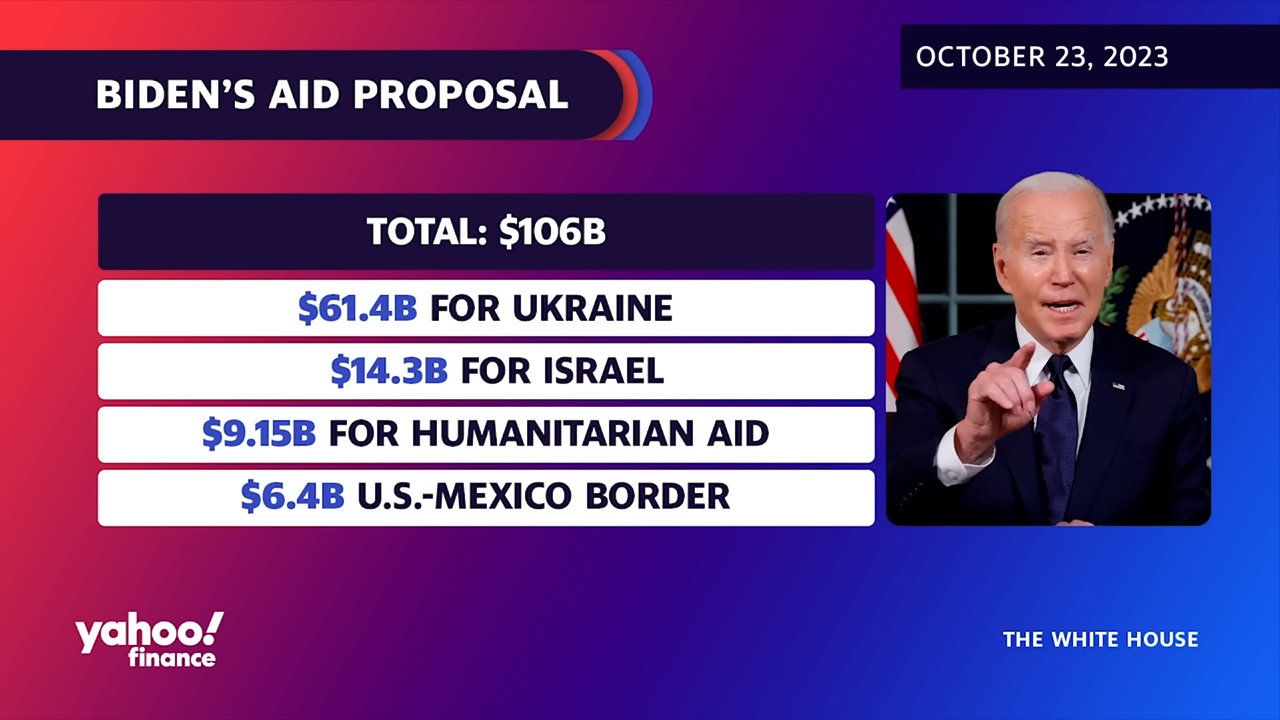 OCTOBER 23, 2023
BIDEN'S AID PROPOSAL
TOTAL: $106B
$61.4B FOR UKRAINE
$14.3B FOR ISRAEL
$9.15B FOR HUMANITARIAN AID
$6.4B U.S.-MEXICO BORDER
yahoo!
finance
THE WHITE HOUSE